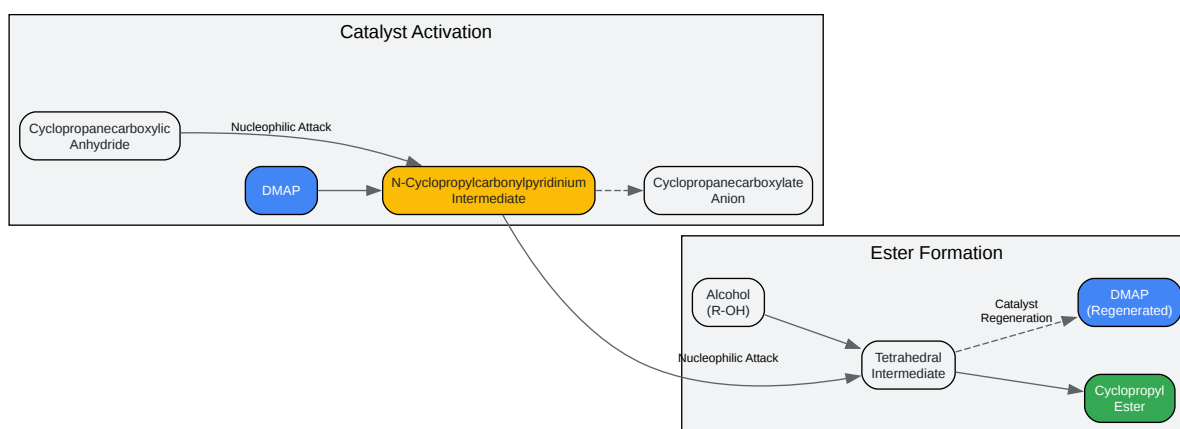 Catalyst Activation
Cyclopropanecarboxylic
Anhydride
Nucleophilic Attack
DMAP
N-Cyclopropylcarbonylpyridinium
Intermediate
Cyclopropanecarboxylate
Anion
Ester Formation
Alcohol
(R-OH)
Nucleophilic Attack
Tetrahedral
Intermediate
Catalyst
Regeneration
DMAP
(Regenerated)
Cyclopropyl
Ester